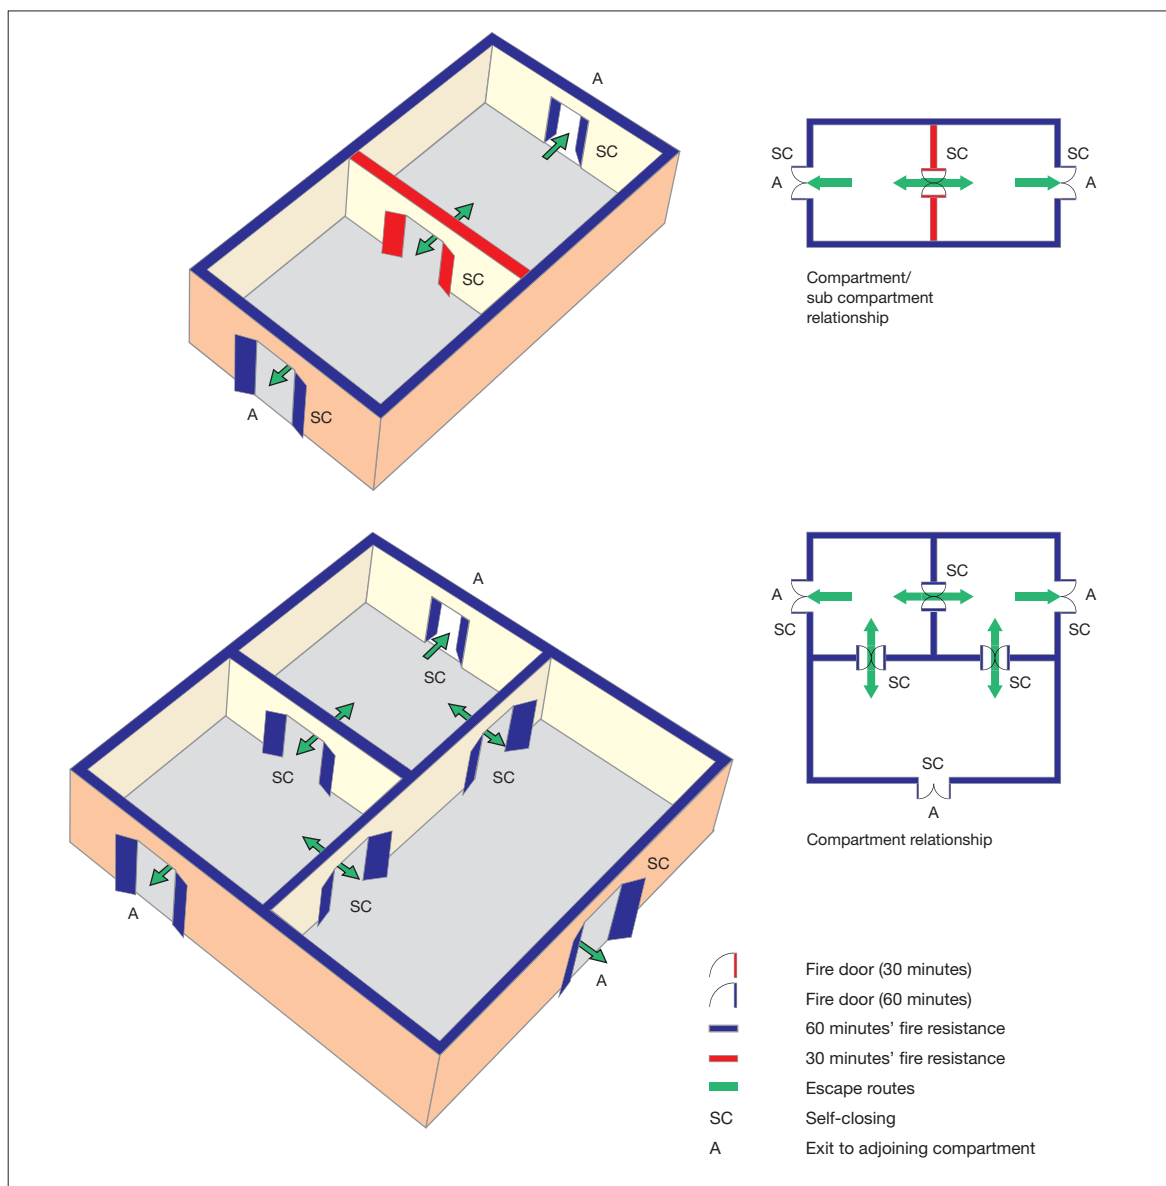 A
SC
SC
A
SC
SC
SC
SC
A
A
Compartment/
sub compartment
relationship
A
SC
SC
SC
SC
SC
A
A
SC
A
A
SC
SC
SC
SC
SC
A
Compartment relationship
Fire door (30 minutes)
Fire door (60 minutes)
60 minutes’ fire resistance
30 minutes’ fire resistance
Escape routes
SC Self-closing
A Exit to adjoining compartment